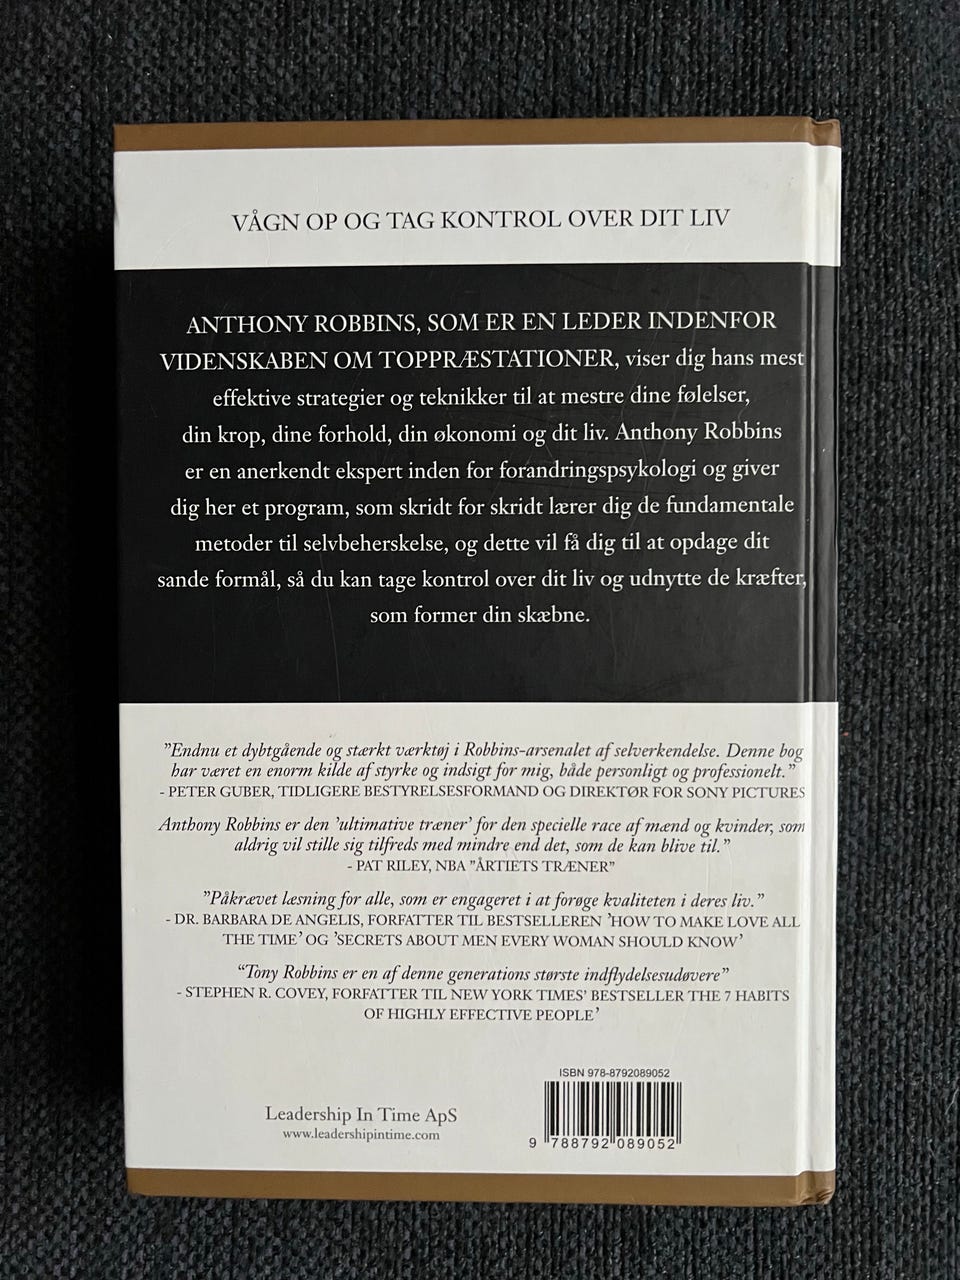 VÅGN OP OG TAG KONTROL OVER DIT LIV
ANTHONY ROBBINS, SOM ER EN LEDER INDENFOR
VIDENSKABEN OM TOPPRÆSTATIONER, viser dig hans mest
effektive strategier og teknikker til at mestre dine følelser,
din krop, dine forhold, din økonomi og dit liv. Anthony Robbins
er en anerkendt ekspert inden for forandringspsykologi og giver
dig her et program, som skridt for skridt lærer dig de fundamentale
metoder til selvbeherskelse, og dette vil få dig til at opdage dit
sande formål, så du kan tage kontrol over dit liv og udnytte de kræfter,
som former din skæbne.
”Endnu et dybtgående og stærkt værktøj i Robbins-arsenalet af selverkendelse. Denne bog
har været en enorm kilde af styrke og indsigt for mig, både personligt og professionelt.”
- PETER GUBER, TIDLIGERE BESTYRELSESFORMAND OG DIREKTØR FOR SONY PICTURES
Anthony Robbins er den ’ultimative træner’ for den specielle race af mænd og kvinder, som
aldrig vil stille sig tilfreds med mindre end det, som de kan blive til.”
- PAT RILEY, NBA ”ÅRTIETS TRÆNER”
”Påkrævet læsning for alle, som er engageret i at forøge kvaliteten i deres liv.”
- DR. BARBARA DE ANGELIS, FORFATTER TIL BESTSELLEREN ’HOW TO MAKE LOVE ALL
THE TIME’ OG ’SECRETS ABOUT MEN EVERY WOMAN SHOULD KNOW’
“Tony Robbins er en af denne generations største indflydelsesudøvere”
- STEPHEN R. COVEY, FORFATTER TIL NEW YORK TIMES’ BESTSELLER THE 7 HABITS
OF HIGHLY EFFECTIVE PEOPLE’
ISBN 978-8792089052
Leadership In Time ApS
www.leadershipintime.com
9 788792 089052